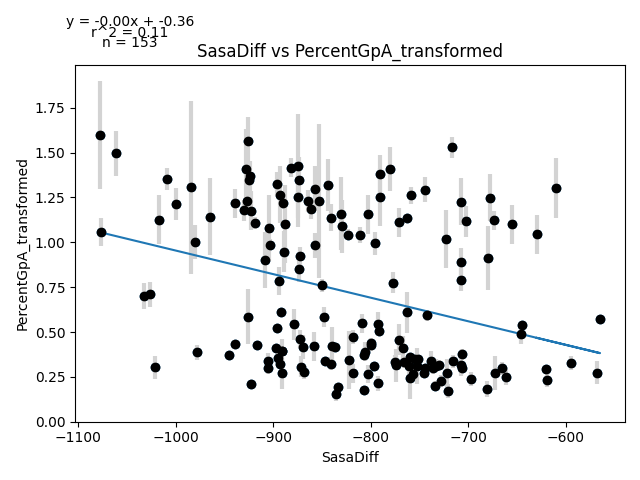 y = -0.00x + -0.36
r^2 = 0.11
n = 153
SasaDiff vs PercentGpA_transformed
PercentGpA_transformed
1.75
1.50
1.25
1.00
0.75
0.50
0.25
0.00
−1100 −1000 −900 −800 −700 −600
SasaDiff